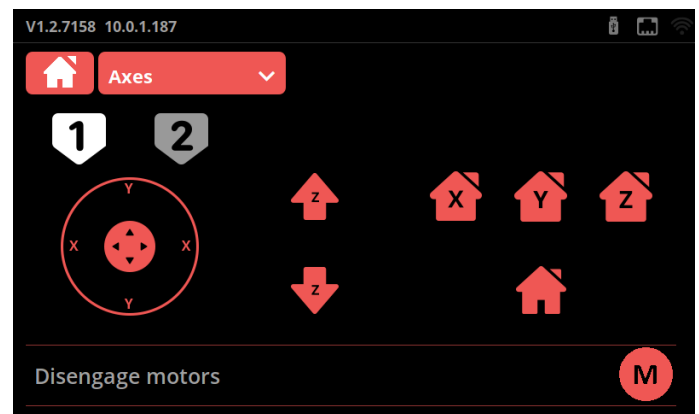 V1.2.7158 10.0.1.187
Axes
1 2
Y
X X
Y
Z
Z
X Y Z
Disengage motors M